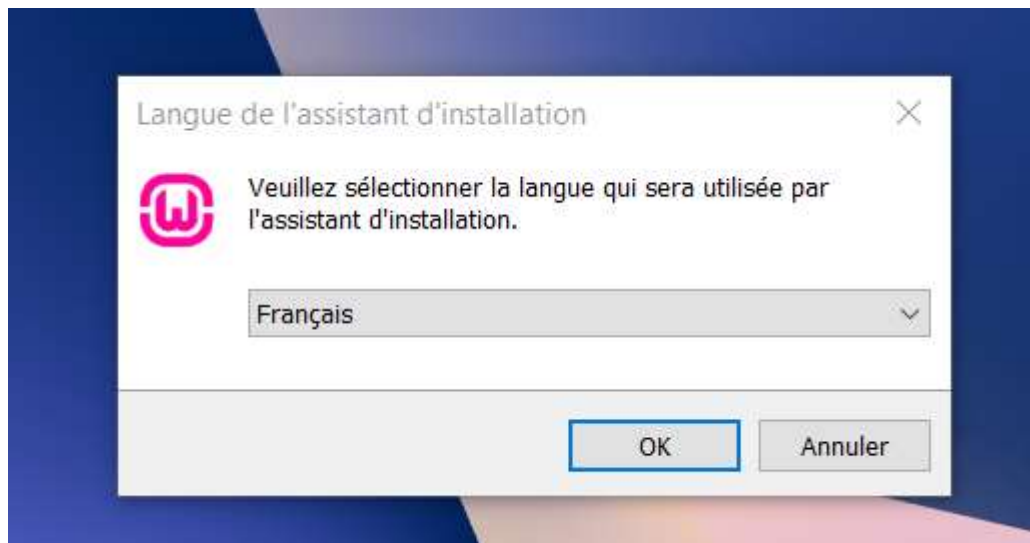 Langue de l'assistant d'installation
Veuillez sélectionner la langue qui sera utilisée par
l'assistant d'installation.
Français
OK
Annuler